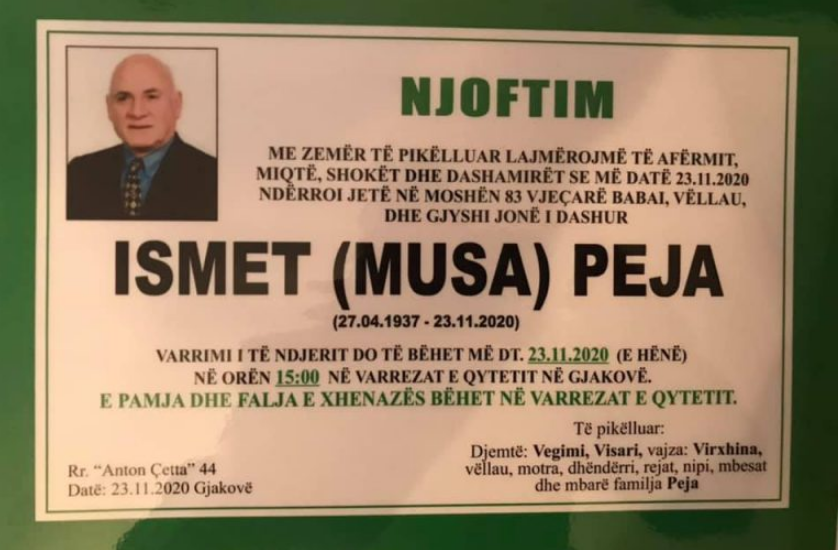 NJOFTIM
ME ZEMËR TË PIKËLLUAR LAJMËROJMË TË AFËRMIT,
MIQTË, SHOKËT DHE DASHAMIRËT SE MË DATË 23.11.2020
NDËRROI JETË NË MOSHËN 83 VJEÇARË BABAI, VËLLAU,
DHE GJYSHI JONË I DASHUR
ISMET (MUSA) PEJA
(27.04.1937 - 23.11.2020)
VARRIMI I TË NDJERIT DO TË BËHET MË DT. 23.11.2020 (E HËNË)
NË ORËN 15:00 NË VARREZAT E QYTETIT NË GJAKOVË.
E PAMJA DHE FALJA E XHENAZËS BËHET NË VARREZAT E QYTETIT.
Të pikëlluar:
Djemtë: Vegimi, Visari, vajza: Virxhina,
vëllau, motra, dhëndërri, rejat, nipi, mbesat
dhe mbarë familja Peja
Rr. “Anton Çetta” 44
Datë: 23.11.2020 Gjakovë